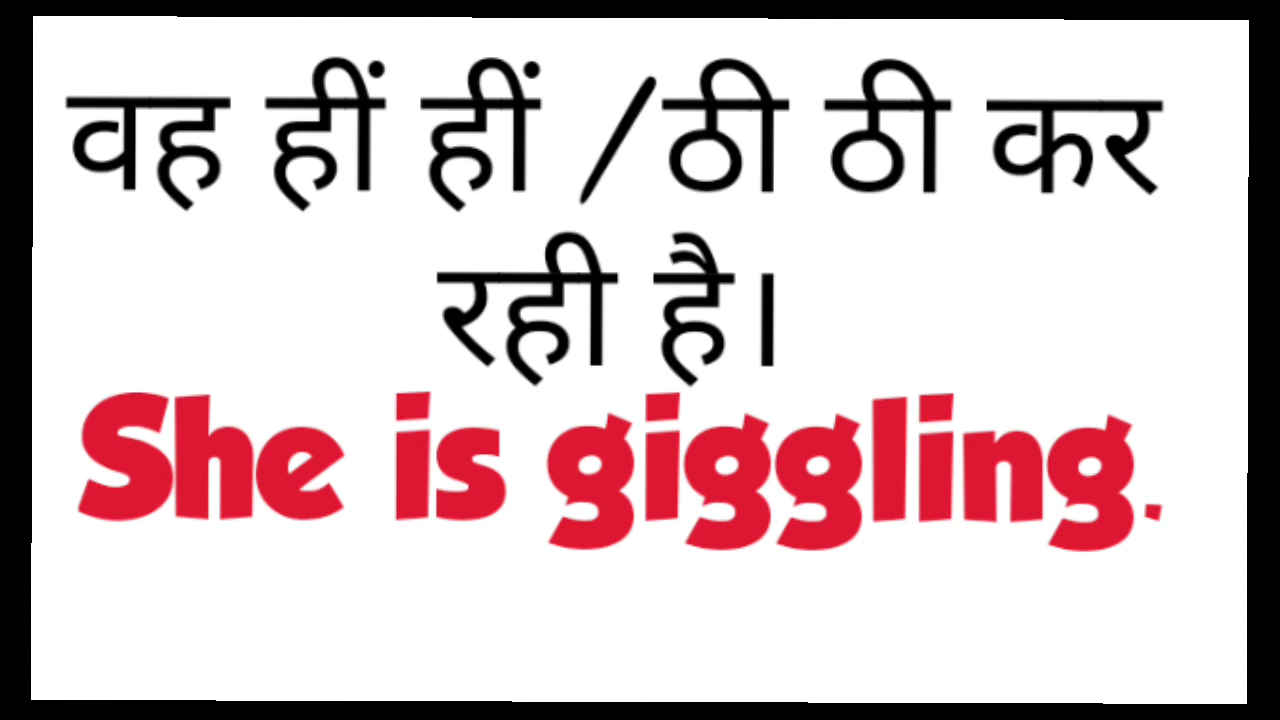 वह हीं हीं /ठी ठी कर
रही है।
She is giggling.